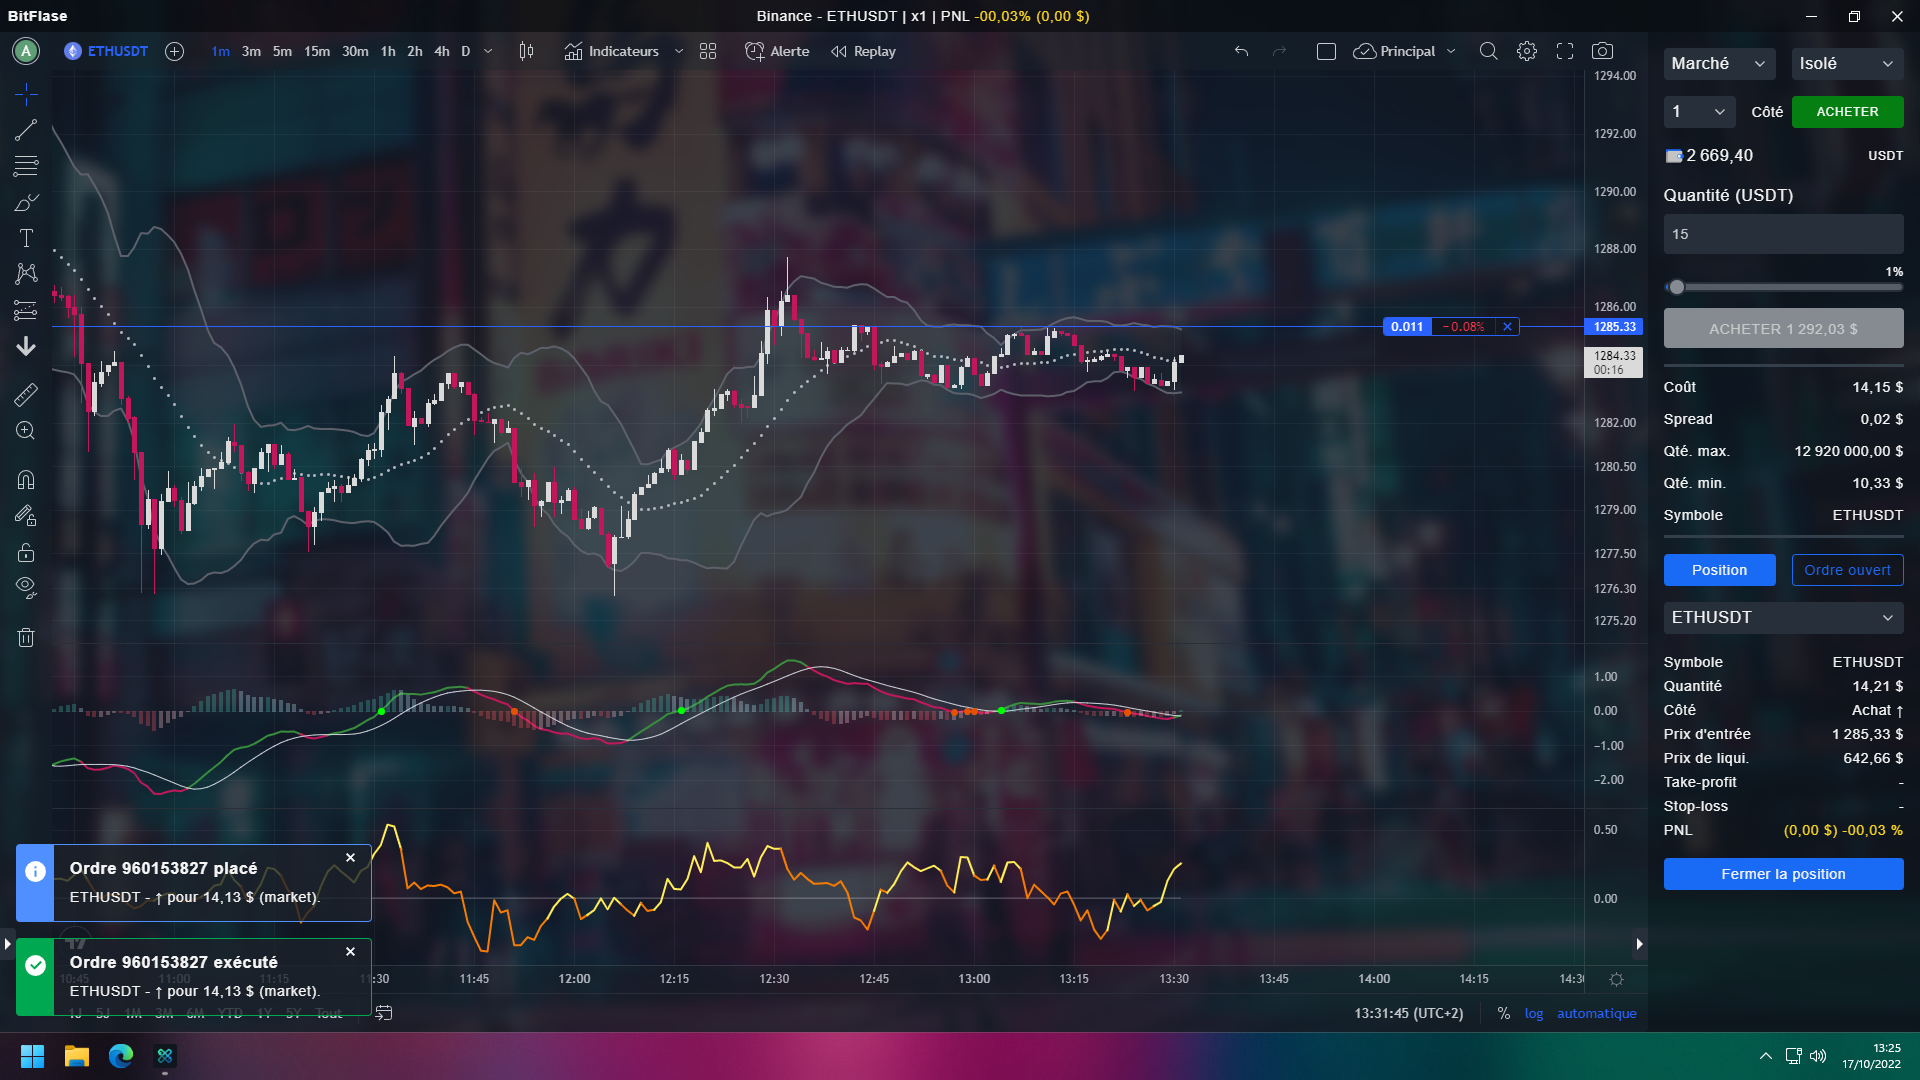 BitFlase
Binance - ETHUSDT | x1 | PNL -00,03% (0,00 $)
A
ETHUSDT
1m 3m 5m 15m 30m 1h 2h 4h D
Indicateurs
Alerte
Replay
Principal
1294.00
1292.00
1290.00
1288.00
1286.00
0.011 −0.08%
1285.33
1284.33
00:16
1282.00
1280.50
1279.00
1277.50
1276.30
1275.20
1.00
0.00
−1.00
−2.00
0.50
0.00
10:45 11:00 11:15 11:30 11:45 12:00 12:15 12:30 12:45 13:00 13:15 13:30 13:45 14:00 14:15 14:30
1J 5J 1M 3M 6M YTD 1Y 5Y Tout
13:31:45 (UTC+2)
% log automatique
Ordre 960153827 placé
ETHUSDT - ↑ pour 14,13 $ (market).
Ordre 960153827 exécuté
ETHUSDT - ↑ pour 14,13 $ (market).
Marché
Isolé
1
Côté
ACHETER
2 669,40
USDT
Quantité (USDT)
15
1%
ACHETER 1 292,03 $
Coût 14,15 $
Spread 0,02 $
Qté. max. 12 920 000,00 $
Qté. min. 10,33 $
Symbole ETHUSDT
Position
Ordre ouvert
ETHUSDT
Symbole ETHUSDT
Quantité 14,21 $
Côté Achat ↑
Prix d'entrée 1 285,33 $
Prix de liqui. 642,66 $
Take-profit -
Stop-loss -
PNL (0,00 $) -00,03 %
Fermer la position
13:25
17/10/2022